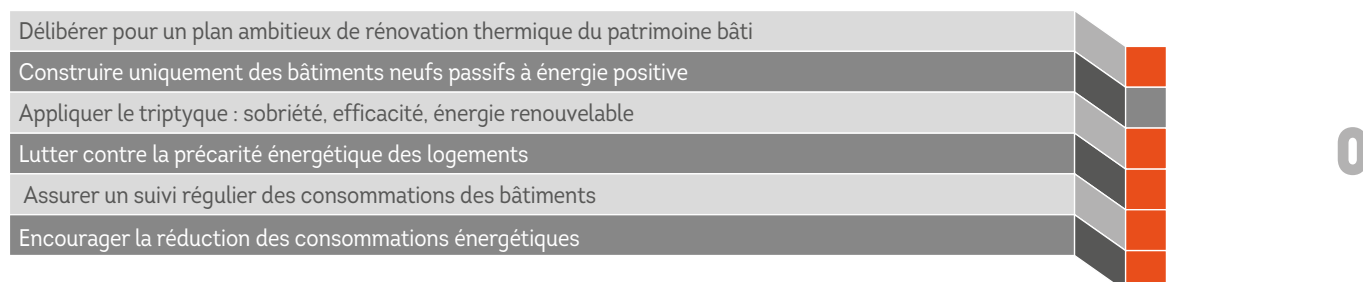 Délibérer pour un plan ambitieux de rénovation thermique du patrimoine bâti
Construire uniquement des bâtiments neufs passifs à énergie positive
Appliquer le triptyque : sobriété, efficacité, énergie renouvelable
Lutter contre la précarité énergétique des logements
Assurer un suivi régulier des consommations des bâtiments
Encourager la réduction des consommations énergétiques